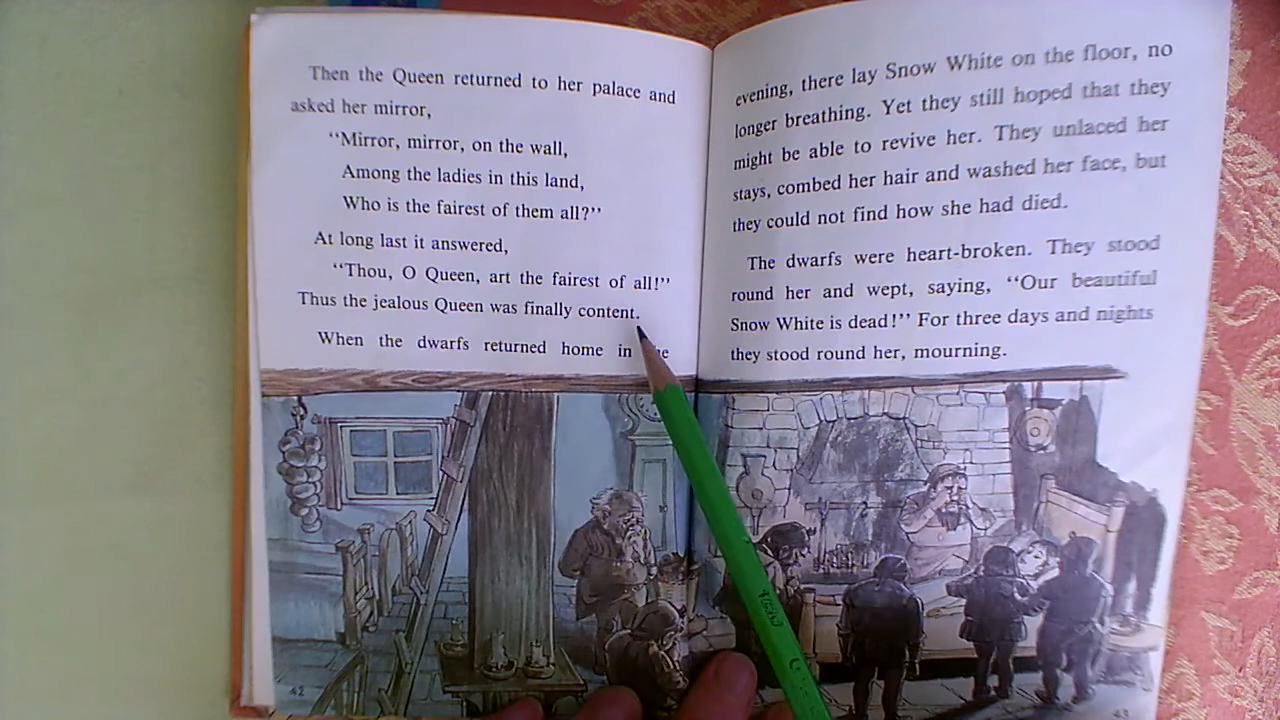 Then the Queen returned to her palace and
asked her mirror,
“Mirror, mirror, on the wall,
Among the ladies in this land,
Who is the fairest of them all?”
At long last it answered,
“Thou, O Queen, art the fairest of all!”
Thus the jealous Queen was finally content.
When the dwarfs returned home in
42
evening, there lay Snow White on the floor, no
longer breathing. Yet they still hoped that they
might be able to revive her. They unlaced her
stays, combed her hair and washed her face, but
they could not find how she had died.
The dwarfs were heart-broken. They stood
round her and wept, saying, “Our beautiful
Snow White is dead!” For three days and nights
they stood round her, mourning.
43